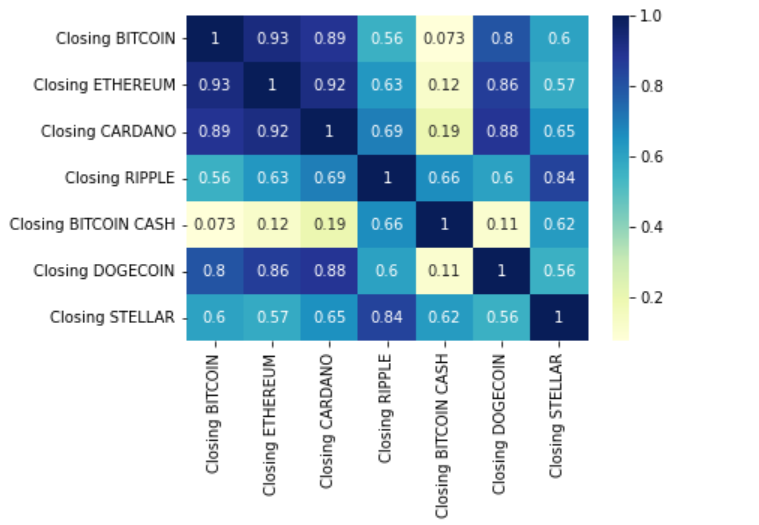 Closing BITCOIN 1 0.93 0.89 0.56 0.073 0.8 0.6
Closing ETHEREUM 0.93 1 0.92 0.63 0.12 0.86 0.57
Closing CARDANO 0.89 0.92 1 0.69 0.19 0.88 0.65
Closing RIPPLE 0.56 0.63 0.69 1 0.66 0.6 0.84
Closing BITCOIN CASH 0.073 0.12 0.19 0.66 1 0.11 0.62
Closing DOGECOIN 0.8 0.86 0.88 0.6 0.11 1 0.56
Closing STELLAR 0.6 0.57 0.65 0.84 0.62 0.56 1
Closing BITCOIN
Closing ETHEREUM
Closing CARDANO
Closing RIPPLE
Closing BITCOIN CASH
Closing DOGECOIN
Closing STELLAR
1.0
0.8
0.6
0.4
0.2